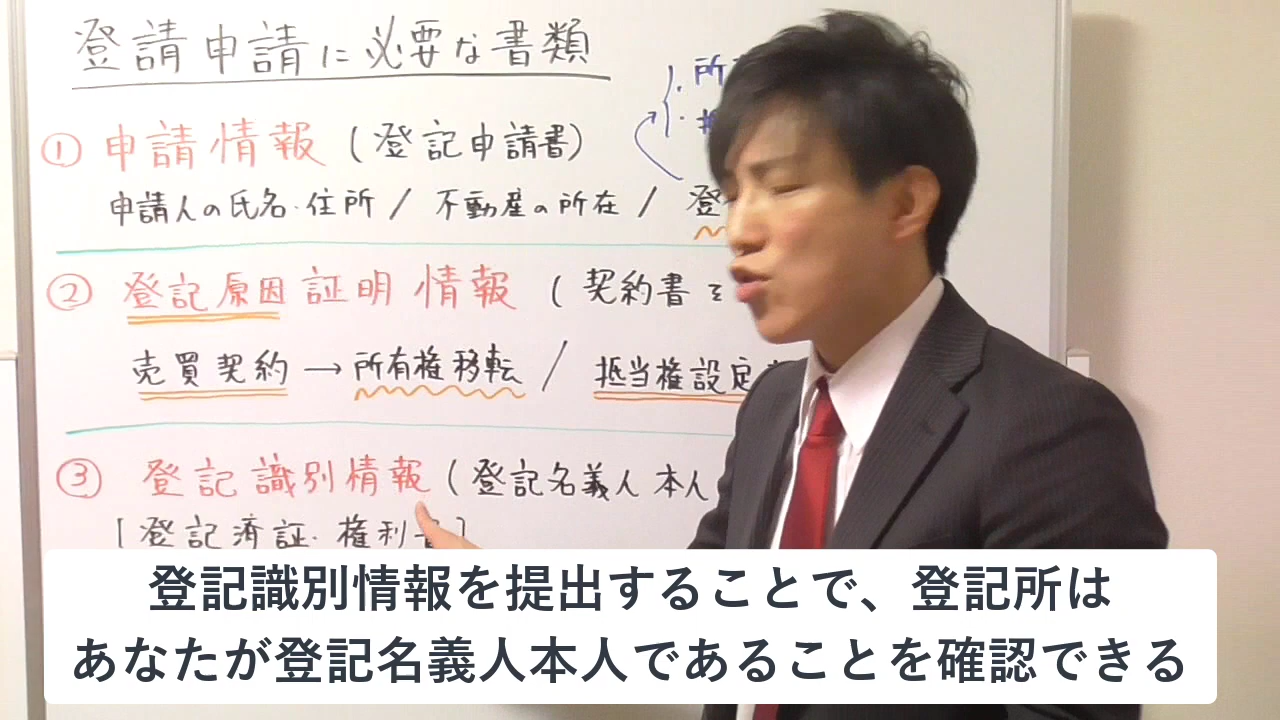 登請申請に必要な書類
所
① 申請情報 (登記申請書)
申請人の氏名・住所 / 不動産の所在 / 登
② 登記原因証明情報 (契約書
売買契約 → 所有権移転 / 抵当権設定
③ 登記識別情報 (登記名義人本人
[登記済証・権利
登記識別情報を提出することで、登記所は
あなたが登記名義人本人であることを確認できる